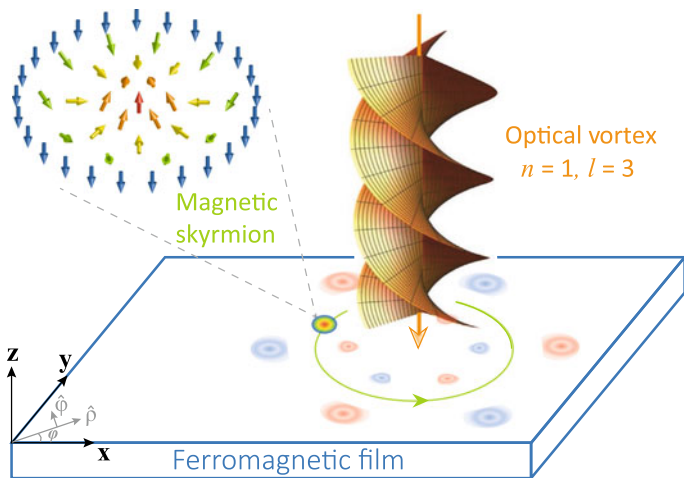 Optical vortex
n = 1, l = 3
Magnetic
skyrmion
z
y
φ̂
ρ̂
φ
x
Ferromagnetic film